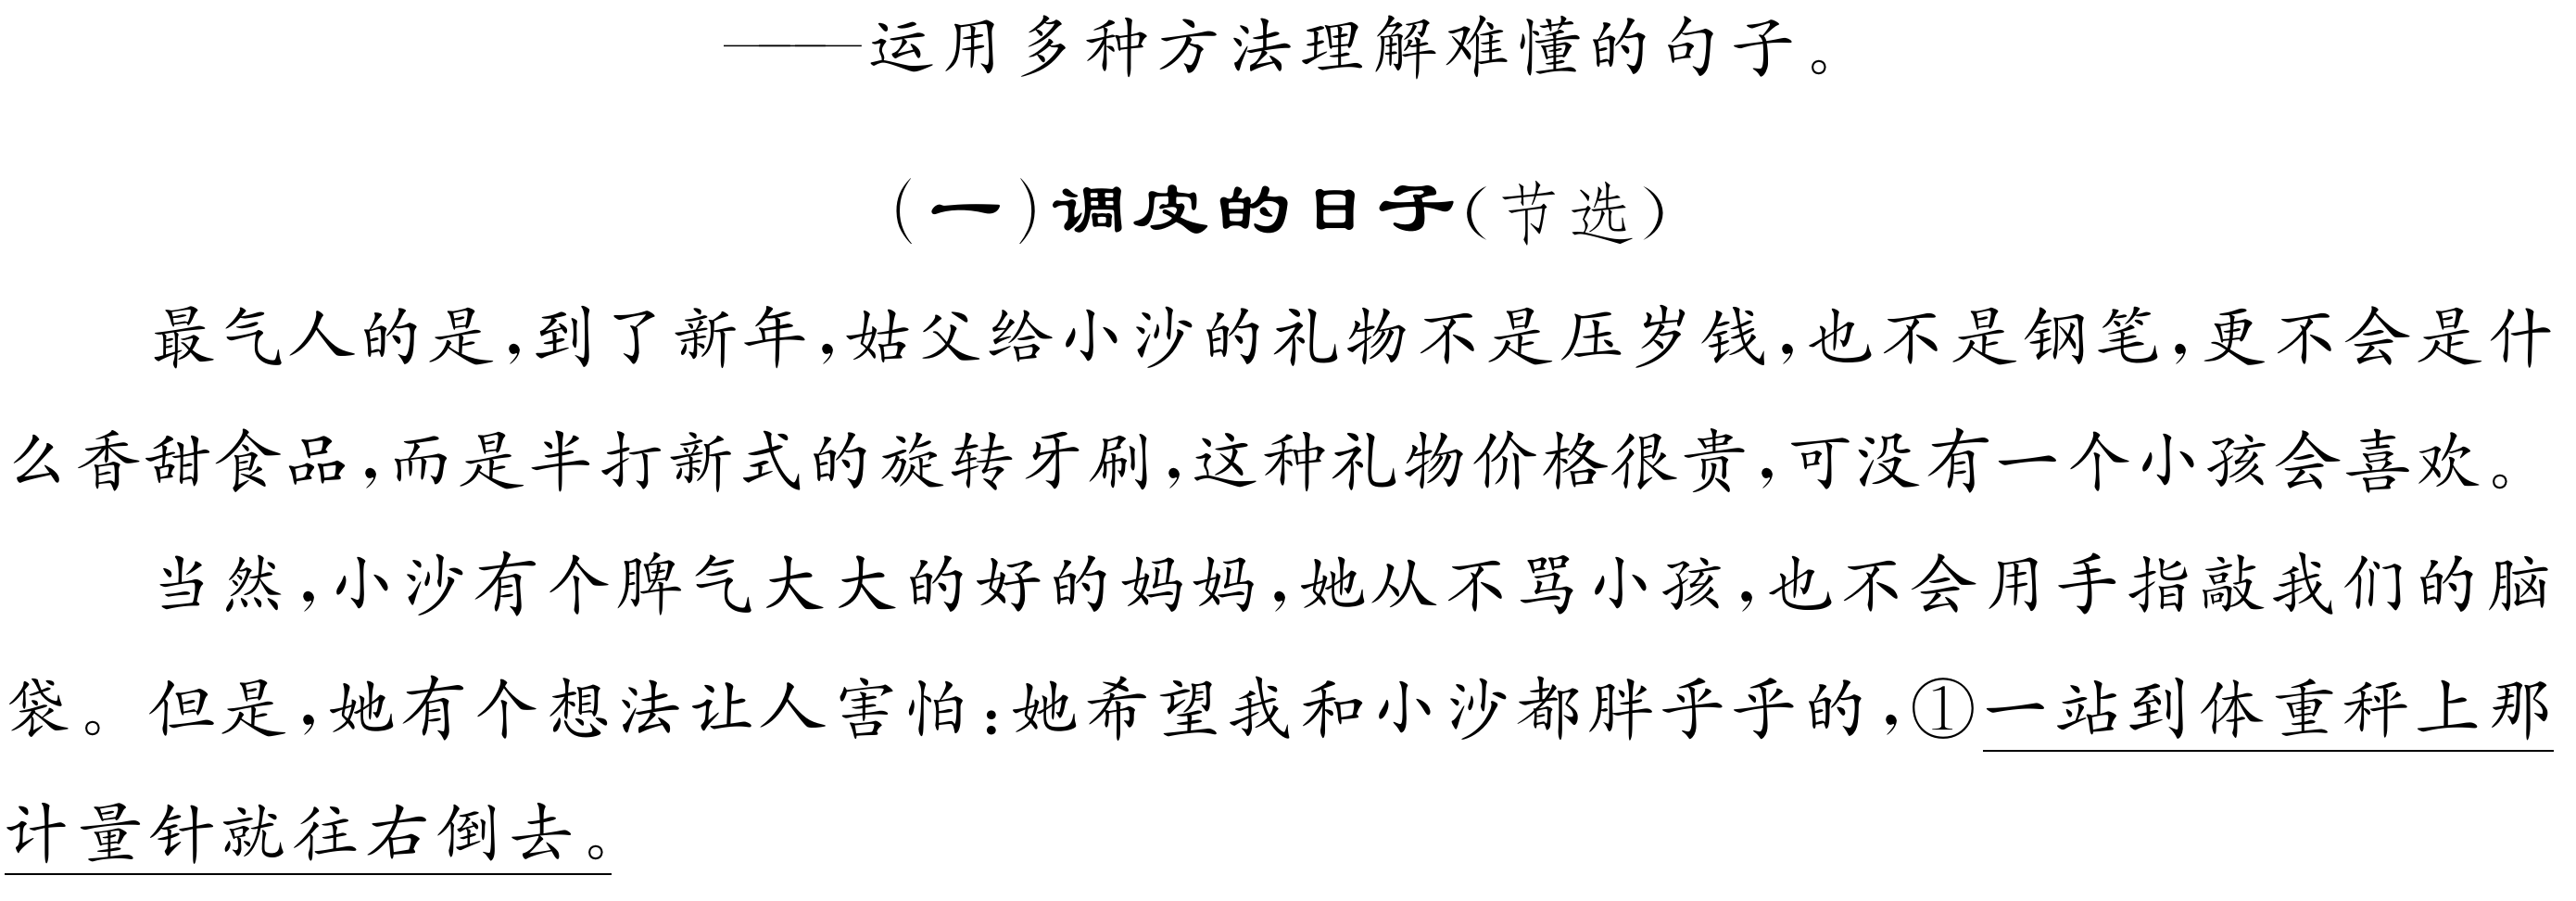 ——运用多种方法理解难懂的句子。
(一)调皮的日子(节选)
最气人的是,到了新年,姑父给小沙的礼物不是压岁钱,也不是钢笔,更不会是什
么香甜食品,而是半打新式的旋转牙刷,这种礼物价格很贵,可没有一个小孩会喜欢。
当然,小沙有个脾气大大的好的妈妈,她从不骂小孩,也不会用手指敲我们的脑
袋。但是,她有个想法让人害怕:她希望我和小沙都胖乎乎的,①一站到体重秤上那
计量针就往右倒去。